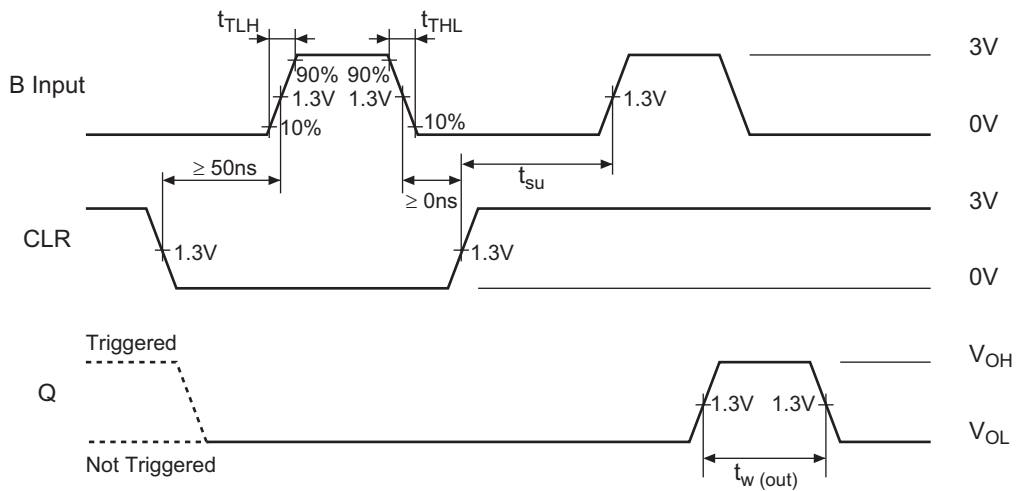 tTLH tTHL
B Input
90% 90%
1.3V 1.3V
10% 10%
1.3V
3V
0V
≥ 50ns
≥ 0ns
tsu
CLR
1.3V 1.3V
3V
0V
Triggered
Q
Not Triggered
1.3V 1.3V
VOH
VOL
tw (out)